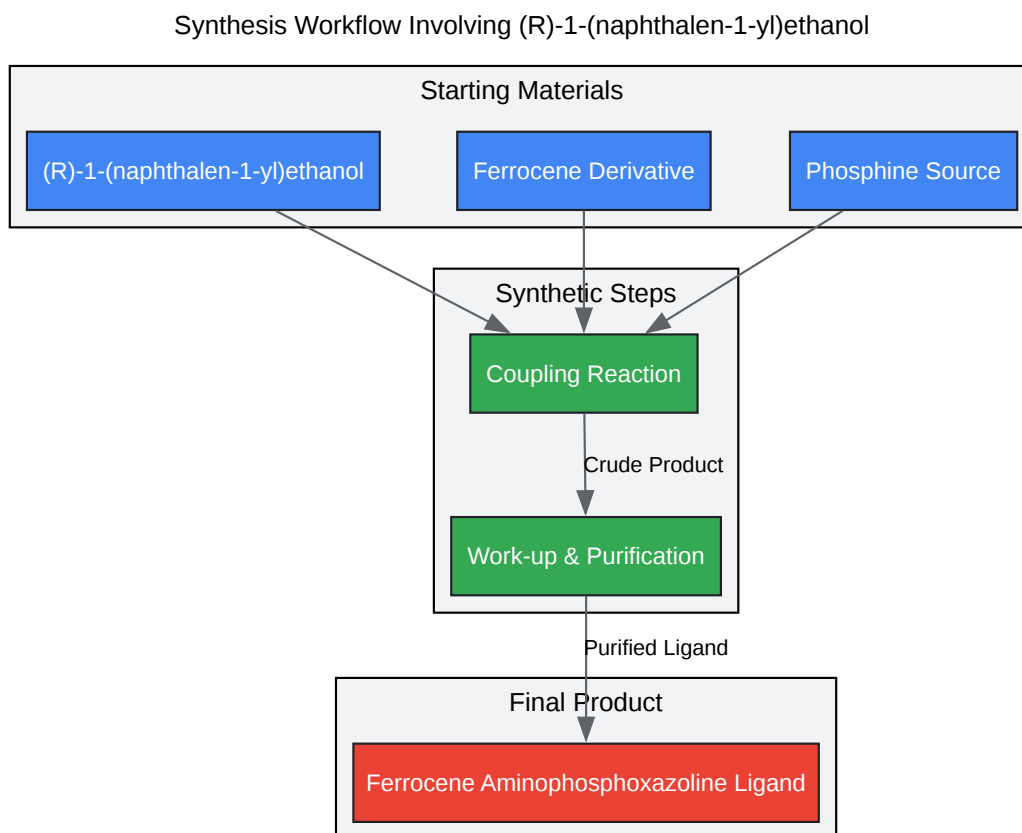 Synthesis Workflow Involving (R)-1-(naphthalen-1-yl)ethanol
Starting Materials
(R)-1-(naphthalen-1-yl)ethanol
Ferrocene Derivative
Phosphine Source
Synthetic Steps
Coupling Reaction
Crude Product
Work-up & Purification
Purified Ligand
Final Product
Ferrocene Aminophosphoxazoline Ligand